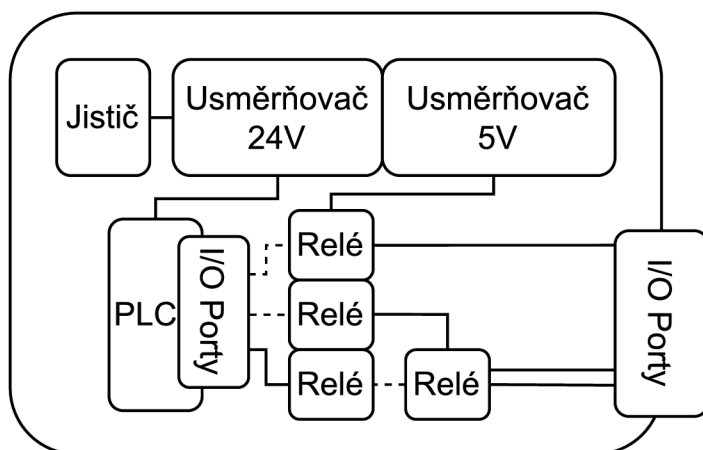 Jistič
Usměrňovač
24V
Usměrňovač
5V
PLC
I/O Porty
Relé
Relé
Relé
Relé
I/O Porty